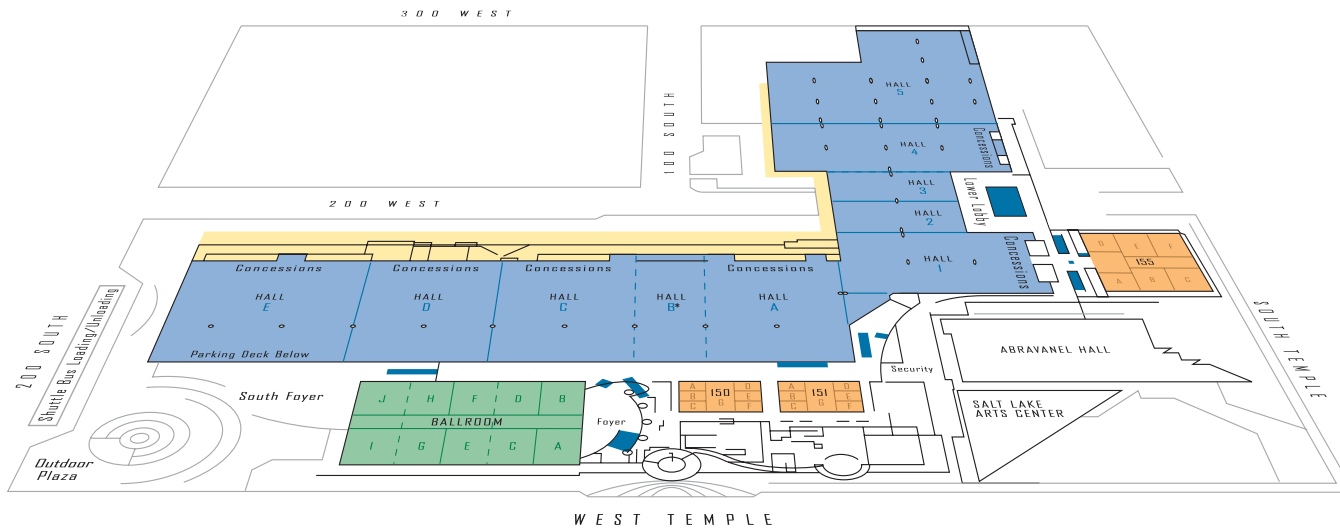 300 WEST
HALL
5
100 SOUTH
HALL
4
Concessions
HALL
3
Lower Lobby
200 WEST
HALL
2
HALL
1
Concessions
D E F
155
A B C
Concessions
Concessions
Concessions
Concessions
HALL
E
HALL
D
HALL
C
HALL
B*
HALL
A
Parking Deck Below
200 SOUTH
Shuttle Bus Loading/Unloading
SOUTH TEMPLE
ABRAVANEL HALL
Security
South Foyer
J H F D B
BALLROOM
I G E C A
Foyer
A D
150
B E
C G F
A D
151
B E
C G F
SALT LAKE
ARTS CENTER
Outdoor
Plaza
WEST TEMPLE